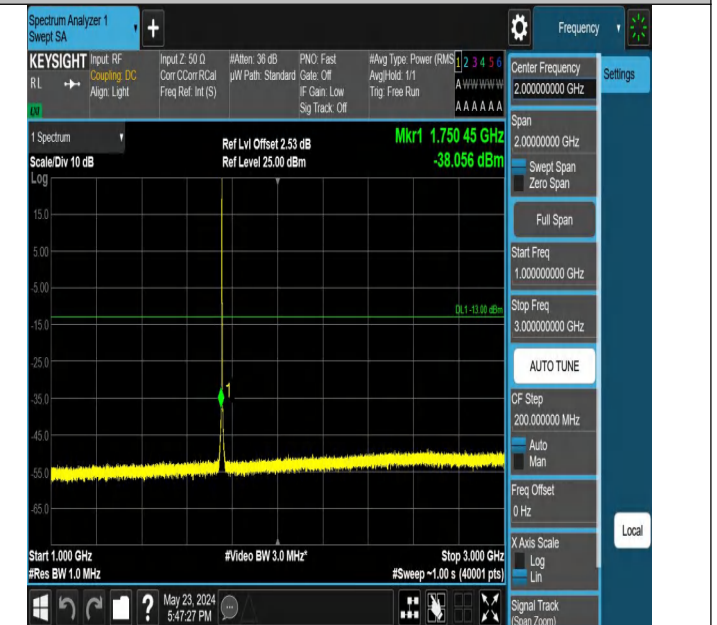 Spectrum Analyzer 1
Swept SA
+
Frequency
KEYSIGHT
RL
LXI
Input: RF
Coupling: DC
Align: Light
Input Z: 50 Ω
Corr CCorr RCal
Freq Ref: Int (S)
#Atten: 36 dB
µW Path: Standard
PNO: Fast
Gate: Off
IF Gain: Low
Sig Track: Off
#Avg Type: Power (RMS
Avg|Hold: 1/1
Trig: Free Run
1 2 3 4 5 6
A W W W W W
A A A A A A
Center Frequency
2.000000000 GHz
Settings
Span
2.00000000 GHz
Swept Span
Zero Span
Full Span
Start Freq
1.000000000 GHz
Stop Freq
3.000000000 GHz
AUTO TUNE
CF Step
200.000000 MHz
Auto
Man
Freq Offset
0 Hz
X Axis Scale
Log
Lin
Signal Track
(Span Zoom)
Local
1 Spectrum
Scale/Div 10 dB
Log
Ref Lvl Offset 2.53 dB
Ref Level 25.00 dBm
Mkr1 1.750 45 GHz
-38.056 dBm
15.0
5.00
-5.00
DL1 -13.00 dBm
-15.0
-25.0
-35.0
1
-45.0
-55.0
-65.0
Start 1.000 GHz
#Res BW 1.0 MHz
#Video BW 3.0 MHz*
Stop 3.000 GHz
#Sweep ~1.00 s (40001 pts)
?
May 23, 2024
5:47:27 PM